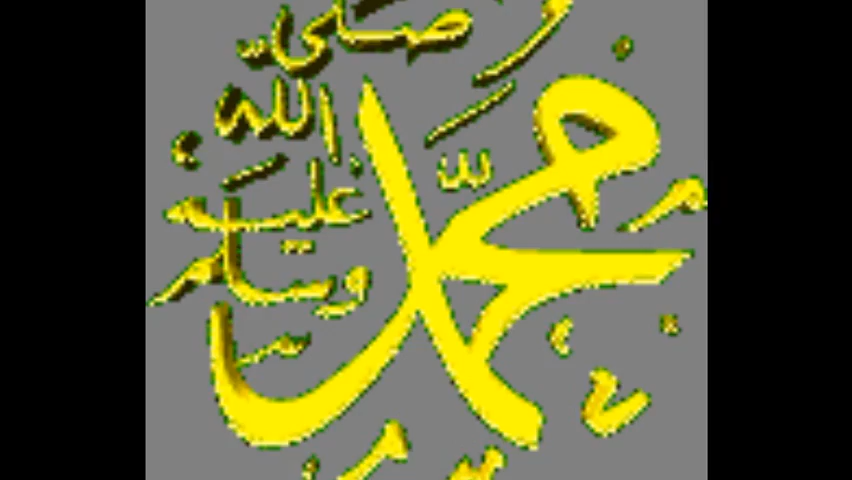 محمد
صلى
الله
عليه
وسلم